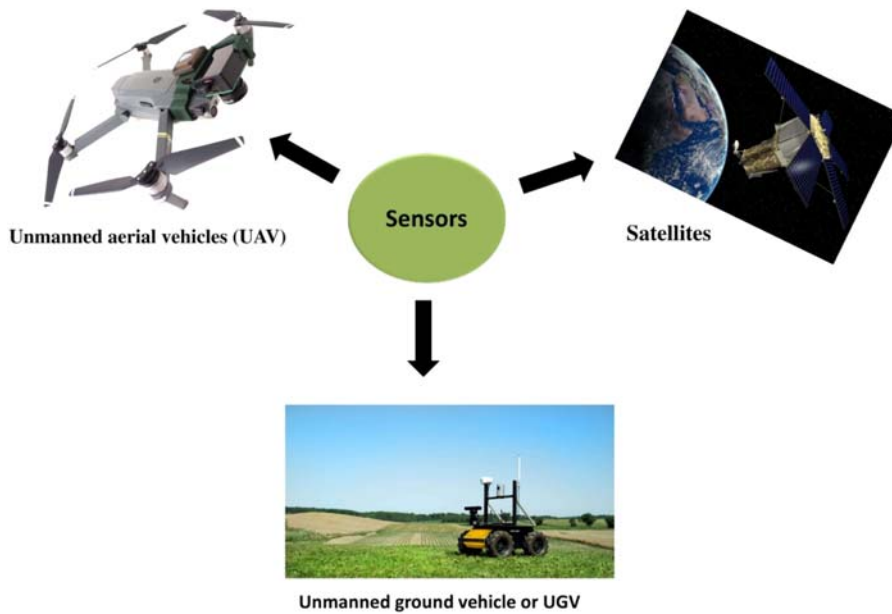 Sensors
Unmanned aerial vehicles (UAV)
Satellites
Unmanned ground vehicle or UGV